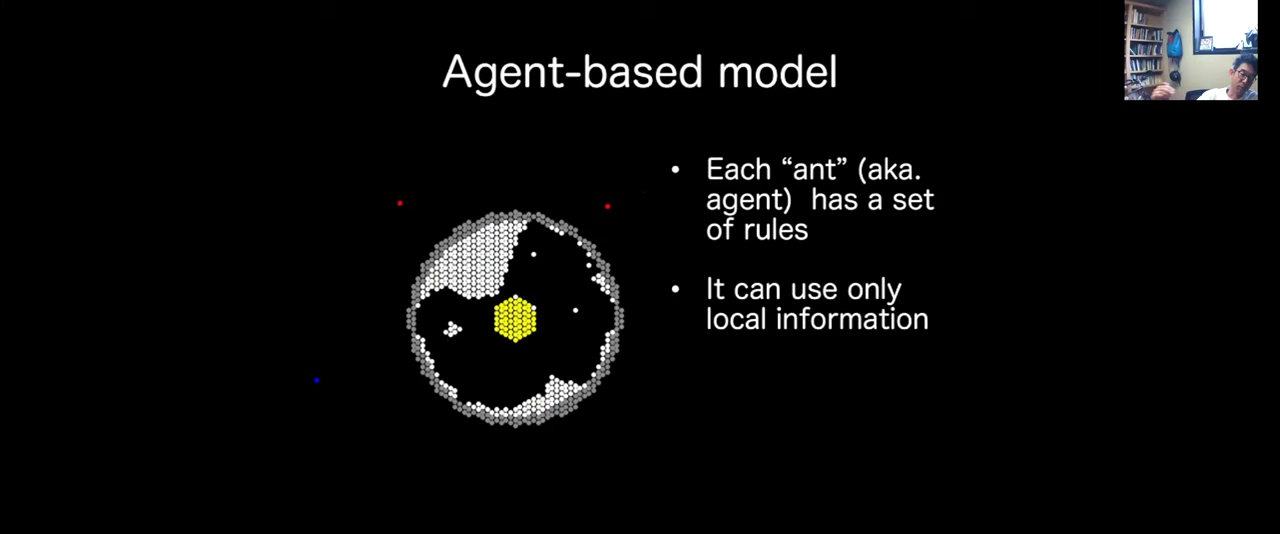 Agent-based model
• Each “ant” (aka.
agent)  has a set
of rules
• It can use only
local information